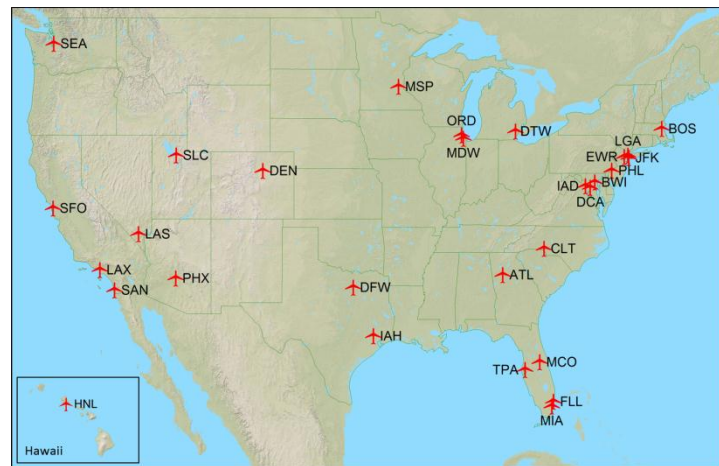 SEA
MSP
ORD
DTW
LGA
BOS
MDW
EWR
JFK
SLC
DEN
PHL
IAD
BWI
DCA
SFO
LAS
CLT
LAX
PHX
ATL
SAN
DFW
IAH
MCO
TPA
FLL
MIA
HNL
Hawaii